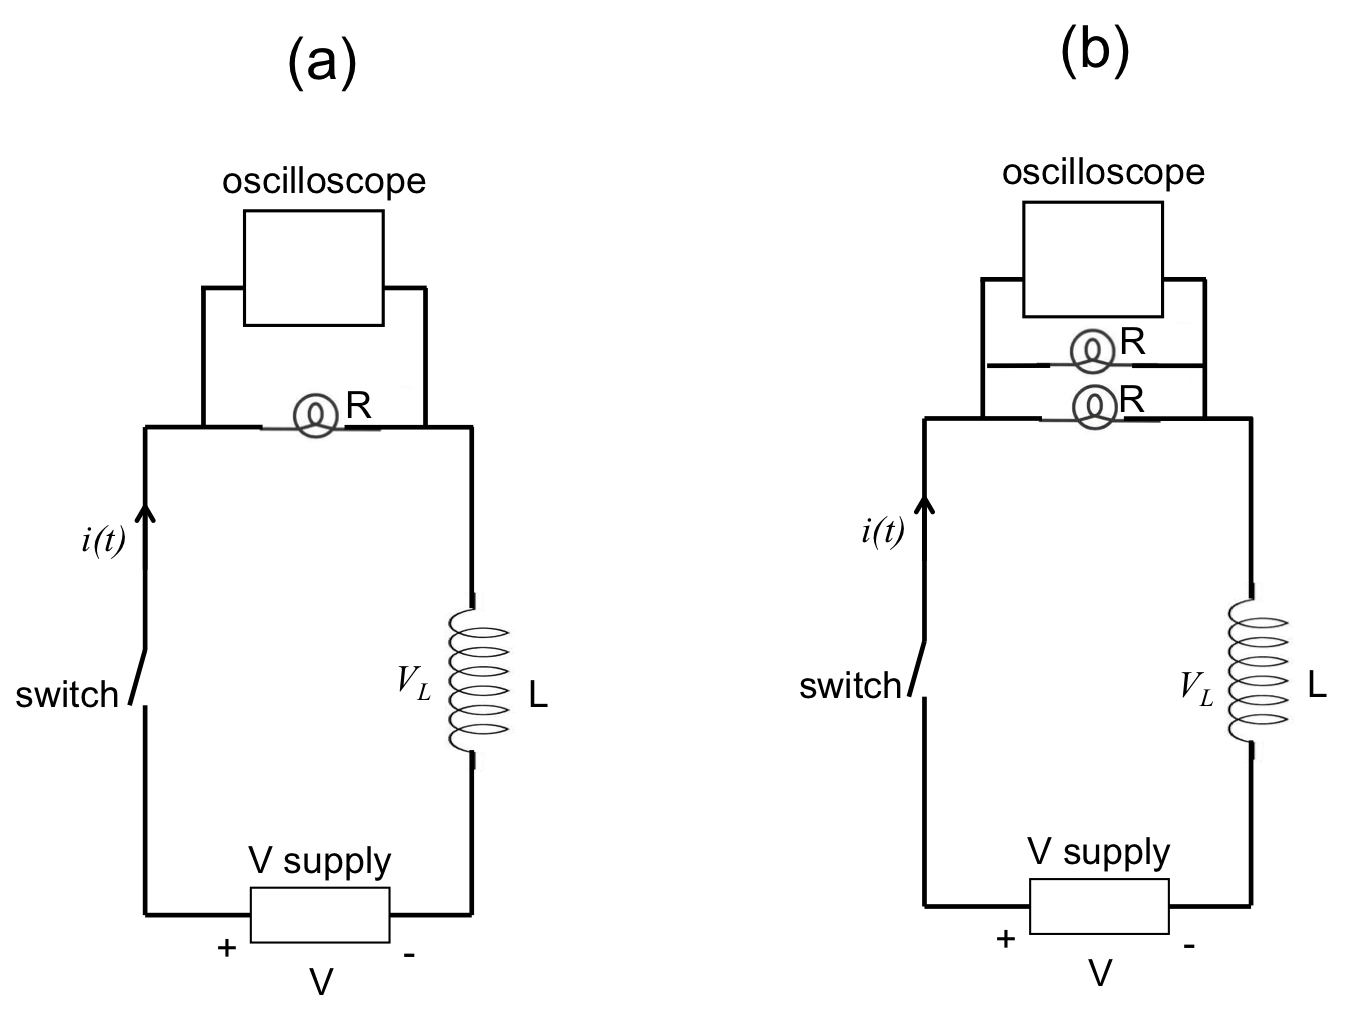 (a)
oscilloscope
R
i(t)
switch
V_L
L
V supply
+ -
V
(b)
oscilloscope
R
R
i(t)
switch
V_L
L
V supply
+ -
V